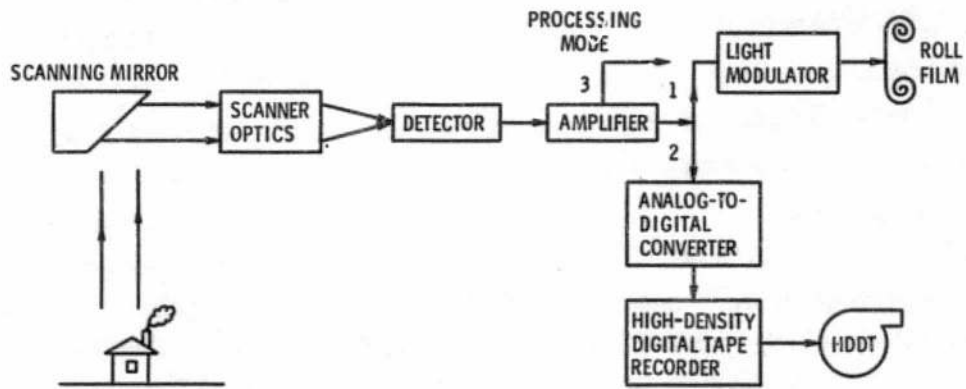 PROCESSING
MODE
SCANNING MIRROR
3
1
LIGHT
MODULATOR
ROLL
FILM
SCANNER
OPTICS
DETECTOR
AMPLIFIER
2
ANALOG-TO-
DIGITAL
CONVERTER
HIGH-DENSITY
DIGITAL TAPE
RECORDER
HDDT